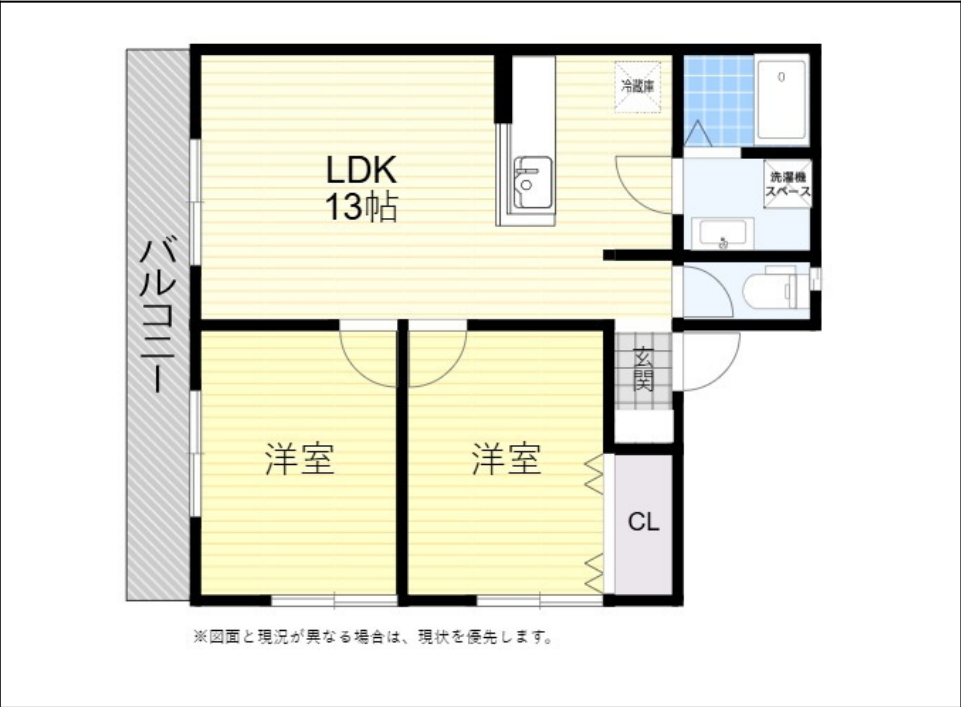 冷蔵庫
LDK
13帖
洗濯機
スペース
バルコニー
玄関
洋室
洋室
CL
※図面と現況が異なる場合は、現状を優先します。